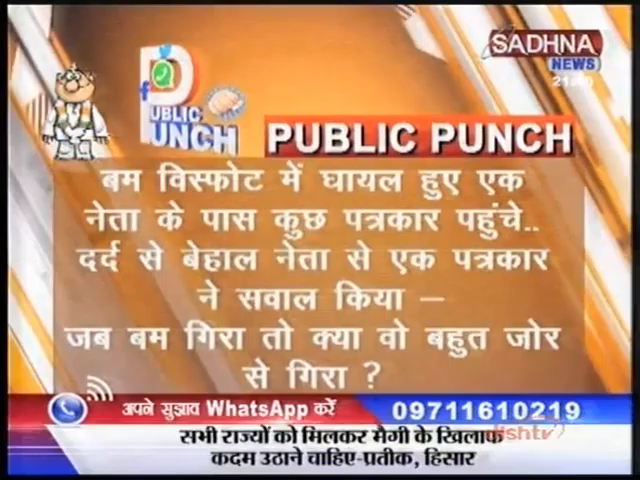 SADHNA
NEWS
PUBLIC
PUNCH
PUBLIC PUNCH
बम विस्फोट में घायल हुए एक
नेता के पास कुछ पत्रकार पहुंचे..
दर्द से बेहाल नेता से एक पत्रकार
ने सवाल किया –
जब बम गिरा तो क्या वो बहुत जोर
से गिरा ?
अपने सुझाव WhatsApp करें
09711610219
सभी राज्यों को मिलकर मैगी के खिलाफ
dishtv
कदम उठाने चाहिए-प्रतीक, हिसार